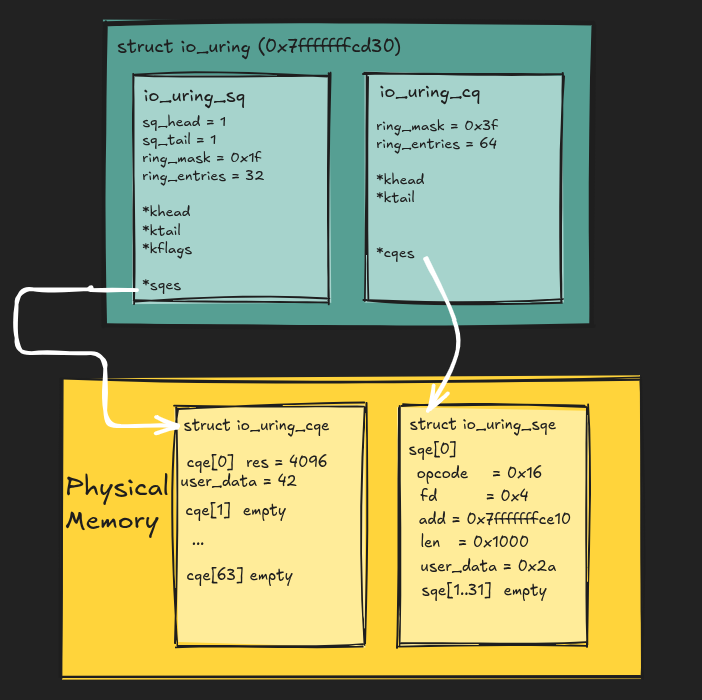 struct io_uring (0x7fffffffcd30)
io_uring_sq
sq_head = 1
sq_tail = 1
ring_mask = 0x1f
ring_entries = 32
*khead
*ktail
*kflags
*sqes
io_uring_cq
ring_mask = 0x3f
ring_entries = 64
*khead
*ktail
*cqes
Physical
Memory
struct io_uring_cqe
cqe[0] res = 4096
user_data = 42
cqe[1] empty
...
cqe[63] empty
struct io_uring_sqe
sqe[0]
opcode = 0x16
fd = 0x4
add = 0x7fffffffce10
len = 0x1000
user_data = 0x2a
sqe[1..31] empty